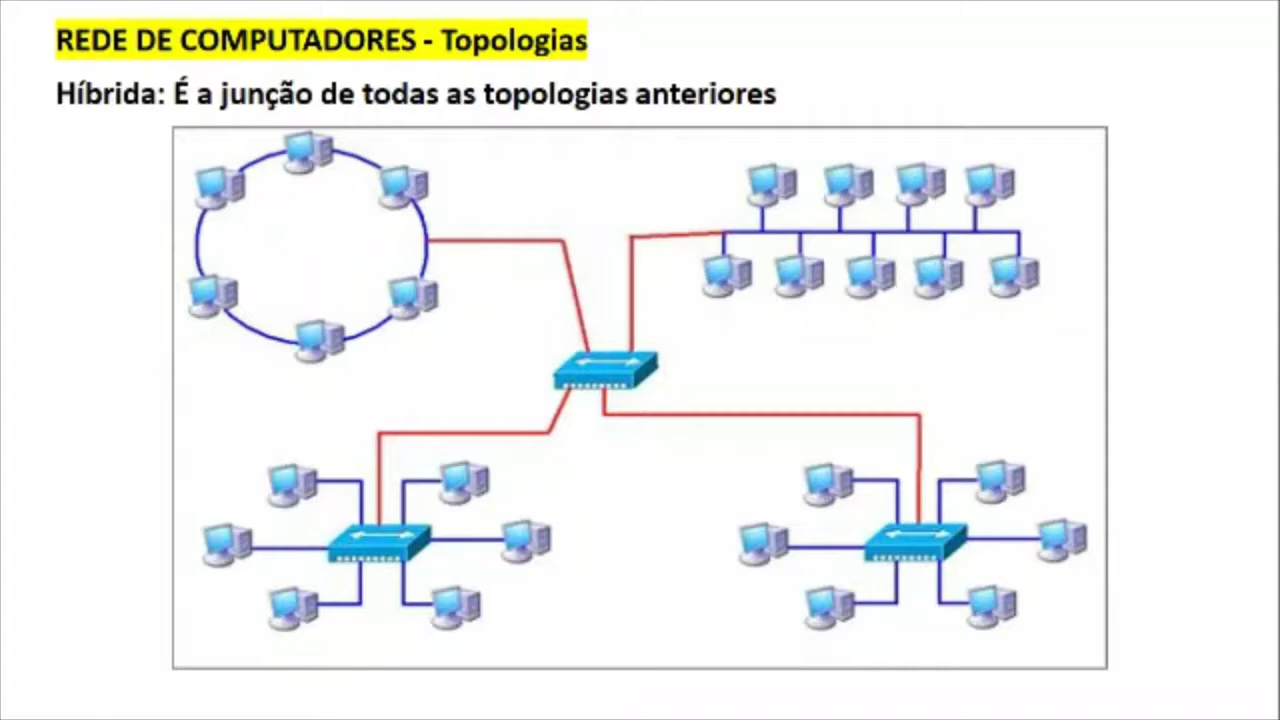 REDE DE COMPUTADORES - Topologias
Híbrida: É a junção de todas as topologias anteriores